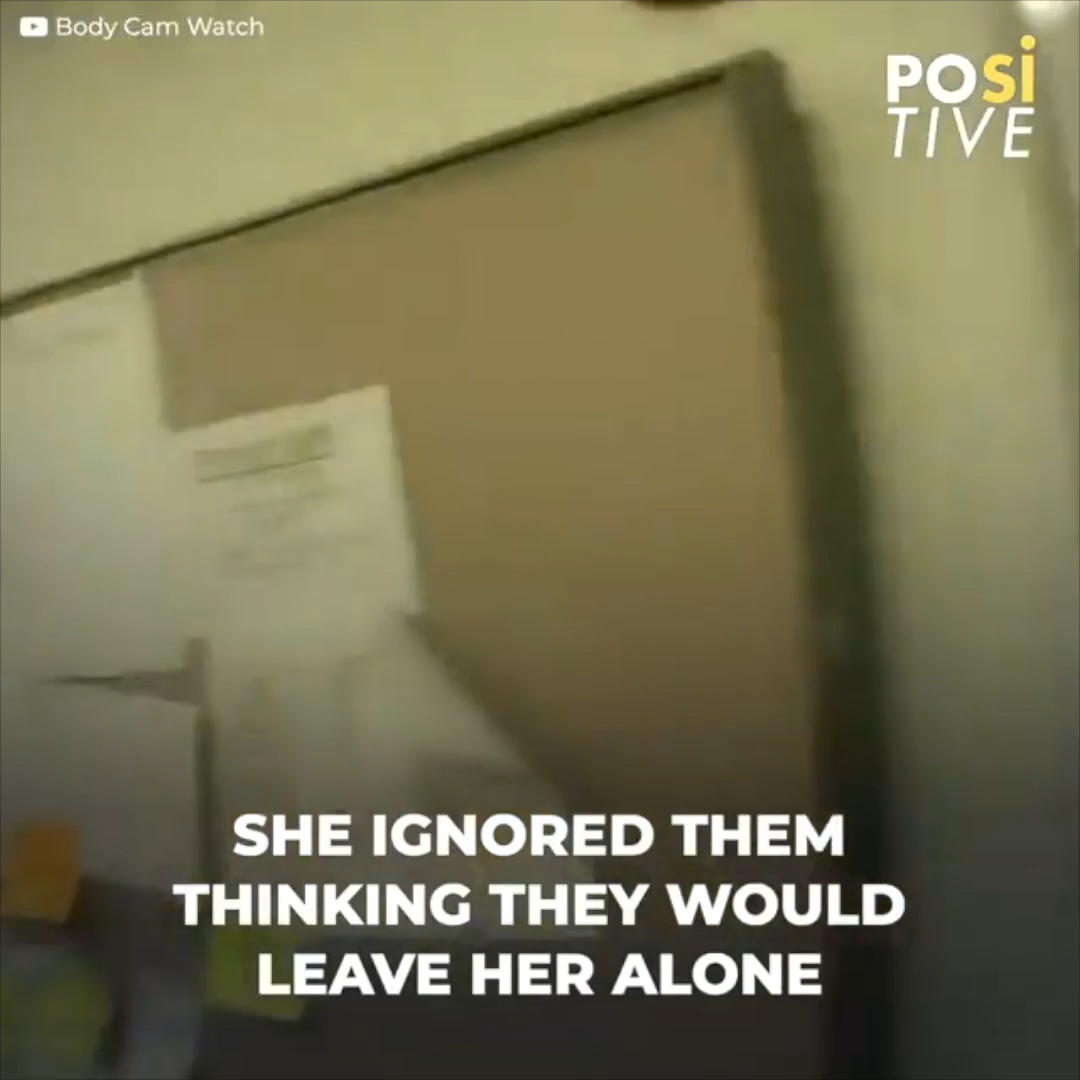 Body Cam Watch
POSi
TIVE
SHE IGNORED THEM
THINKING THEY WOULD
LEAVE HER ALONE